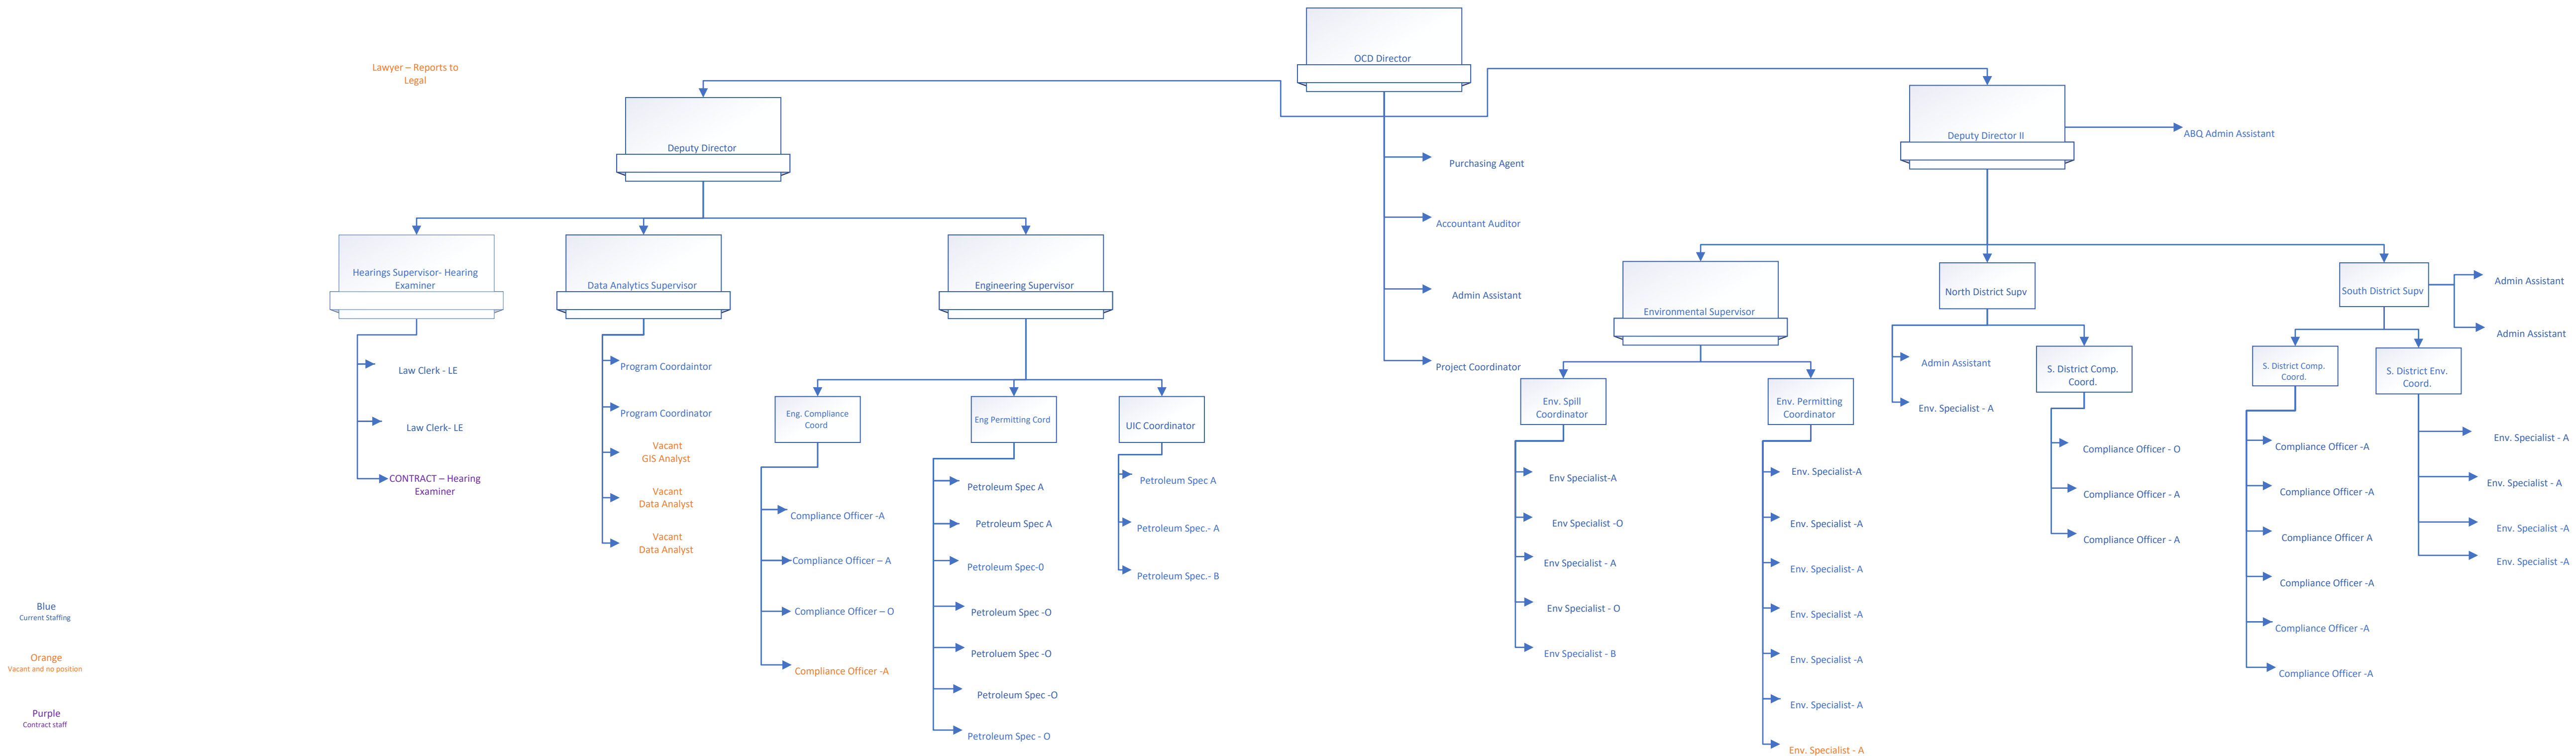 OCD Director
Lawyer – Reports to
Legal
Deputy Director
Deputy Director II
ABQ Admin Assistant
Purchasing Agent
Accountant Auditor
Admin Assistant
Project Coordinator
Hearings Supervisor- Hearing
Examiner
Data Analytics Supervisor
Engineering Supervisor
Environmental Supervisor
North District Supv
South District Supv
Admin Assistant
Admin Assistant
Law Clerk - LE
Law Clerk- LE
CONTRACT – Hearing
Examiner
Program Coordaintor
Program Coordinator
Vacant
GIS Analyst
Vacant
Data Analyst
Vacant
Data Analyst
Eng. Compliance
Coord
Compliance Officer -A
Compliance Officer – A
Compliance Officer – O
Compliance Officer -A
Eng Permitting Cord
Petroleum Spec A
Petroleum Spec A
Petroleum Spec-0
Petroleum Spec -O
Petroluem Spec -O
Petroleum Spec -O
Petroleum Spec - O
UIC Coordinator
Petroleum Spec A
Petroleum Spec.- A
Petroleum Spec.- B
Env. Spill
Coordinator
Env Specialist-A
Env Specialist -O
Env Specialist - A
Env Specialist - O
Env Specialist - B
Env. Permitting
Coordinator
Env. Specialist-A
Env. Specialist -A
Env. Specialist- A
Env. Specialist -A
Env. Specialist -A
Env. Specialist- A
Env. Specialist - A
Admin Assistant
Env. Specialist - A
S. District Comp.
Coord.
Compliance Officer - O
Compliance Officer - A
Compliance Officer - A
S. District Comp.
Coord.
Compliance Officer -A
Compliance Officer -A
Compliance Officer A
Compliance Officer -A
Compliance Officer -A
Compliance Officer -A
S. District Env.
Coord.
Env. Specialist - A
Env. Specialist - A
Env. Specialist -A
Env. Specialist -A
Blue
Current Staffing
Orange
Vacant and no position
Purple
Contract staff